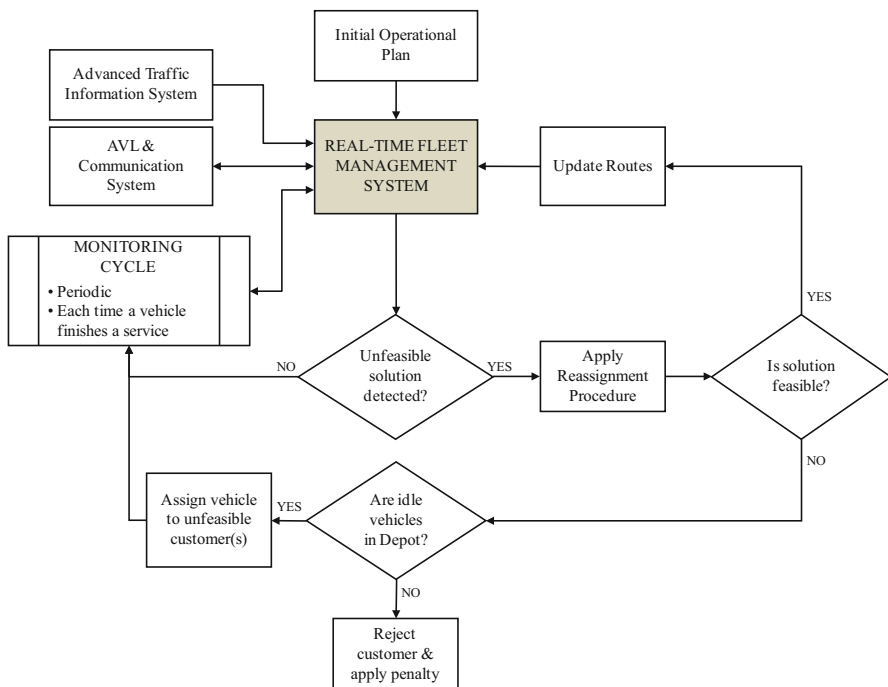 Initial Operational
Plan
Advanced Traffic
Information System
AVL &
Communication
System
REAL-TIME FLEET
MANAGEMENT
SYSTEM
Update Routes
MONITORING
CYCLE
• Periodic
• Each time a vehicle
finishes a service
YES
NO
Unfeasible
solution
detected?
YES
Apply
Reassignment
Procedure
Is solution
feasible?
NO
Assign vehicle
to unfeasible
customer(s)
YES
Are idle
vehicles
in Depot?
NO
Reject
customer &
apply penalty